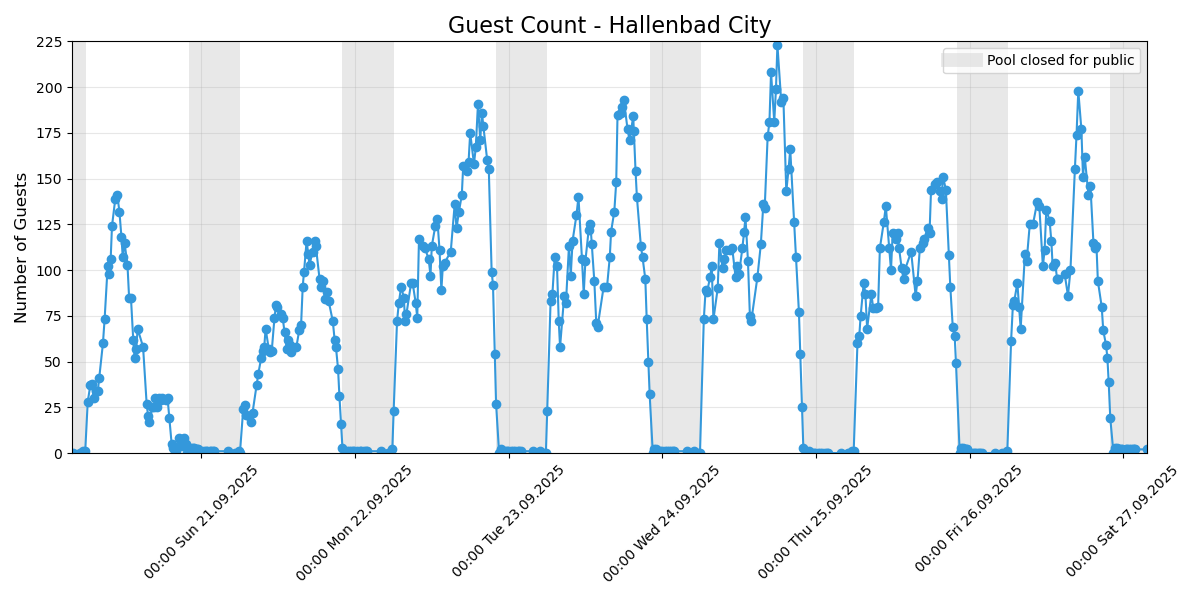 Guest Count - Hallenbad City
Pool closed for public
Number of Guests
225
200
175
150
125
100
75
50
25
0
00:00 Sun 21.09.2025
00:00 Mon 22.09.2025
00:00 Tue 23.09.2025
00:00 Wed 24.09.2025
00:00 Thu 25.09.2025
00:00 Fri 26.09.2025
00:00 Sat 27.09.2025